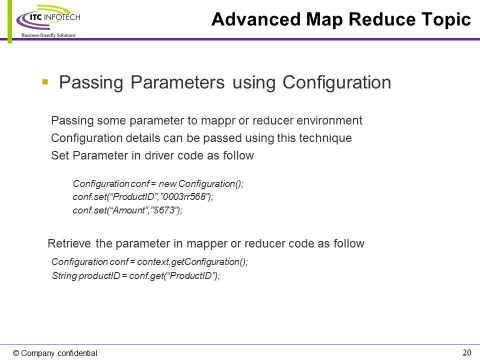 ITC INFOTECH
Business-friendly Solutions
Advanced Map Reduce Topic
Passing Parameters using Configuration
Passing some parameter to mappr or reducer environment
Configuration details can be passed using this technique
Set Parameter in driver code as follow
Configuration conf = new Configuration();
conf.set(“ProductID”,”0003rr568”);
conf.set(“Amount”,”$673”);
Retrieve the parameter in mapper or reducer code as follow
Configuration conf = context.getConfiguration();
String productID = conf.get(“ProductID”);
© Company confidential
20